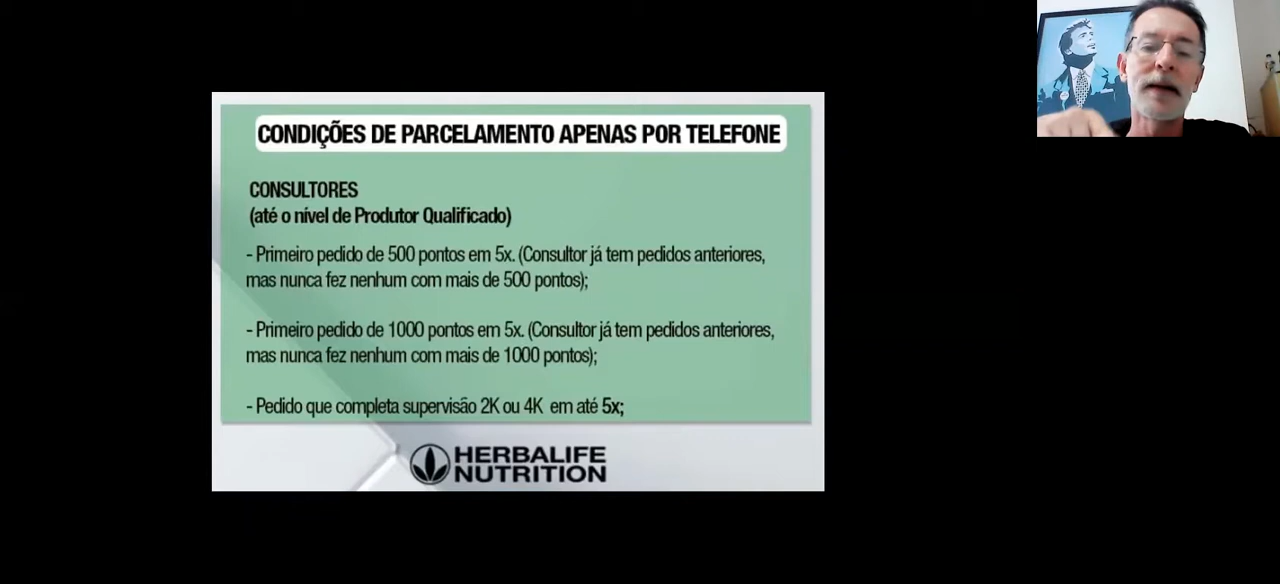 CONDIÇÕES DE PARCELAMENTO APENAS POR TELEFONE
CONSULTORES
(até o nível de Produtor Qualificado)
- Primeiro pedido de 500 pontos em 5x. (Consultor já tem pedidos anteriores,
mas nunca fez nenhum com mais de 500 pontos);
- Primeiro pedido de 1000 pontos em 5x. (Consultor já tem pedidos anteriores,
mas nunca fez nenhum com mais de 1000 pontos);
- Pedido que completa supervisão 2K ou 4K em até 5x;
HERBALIFE
NUTRITION